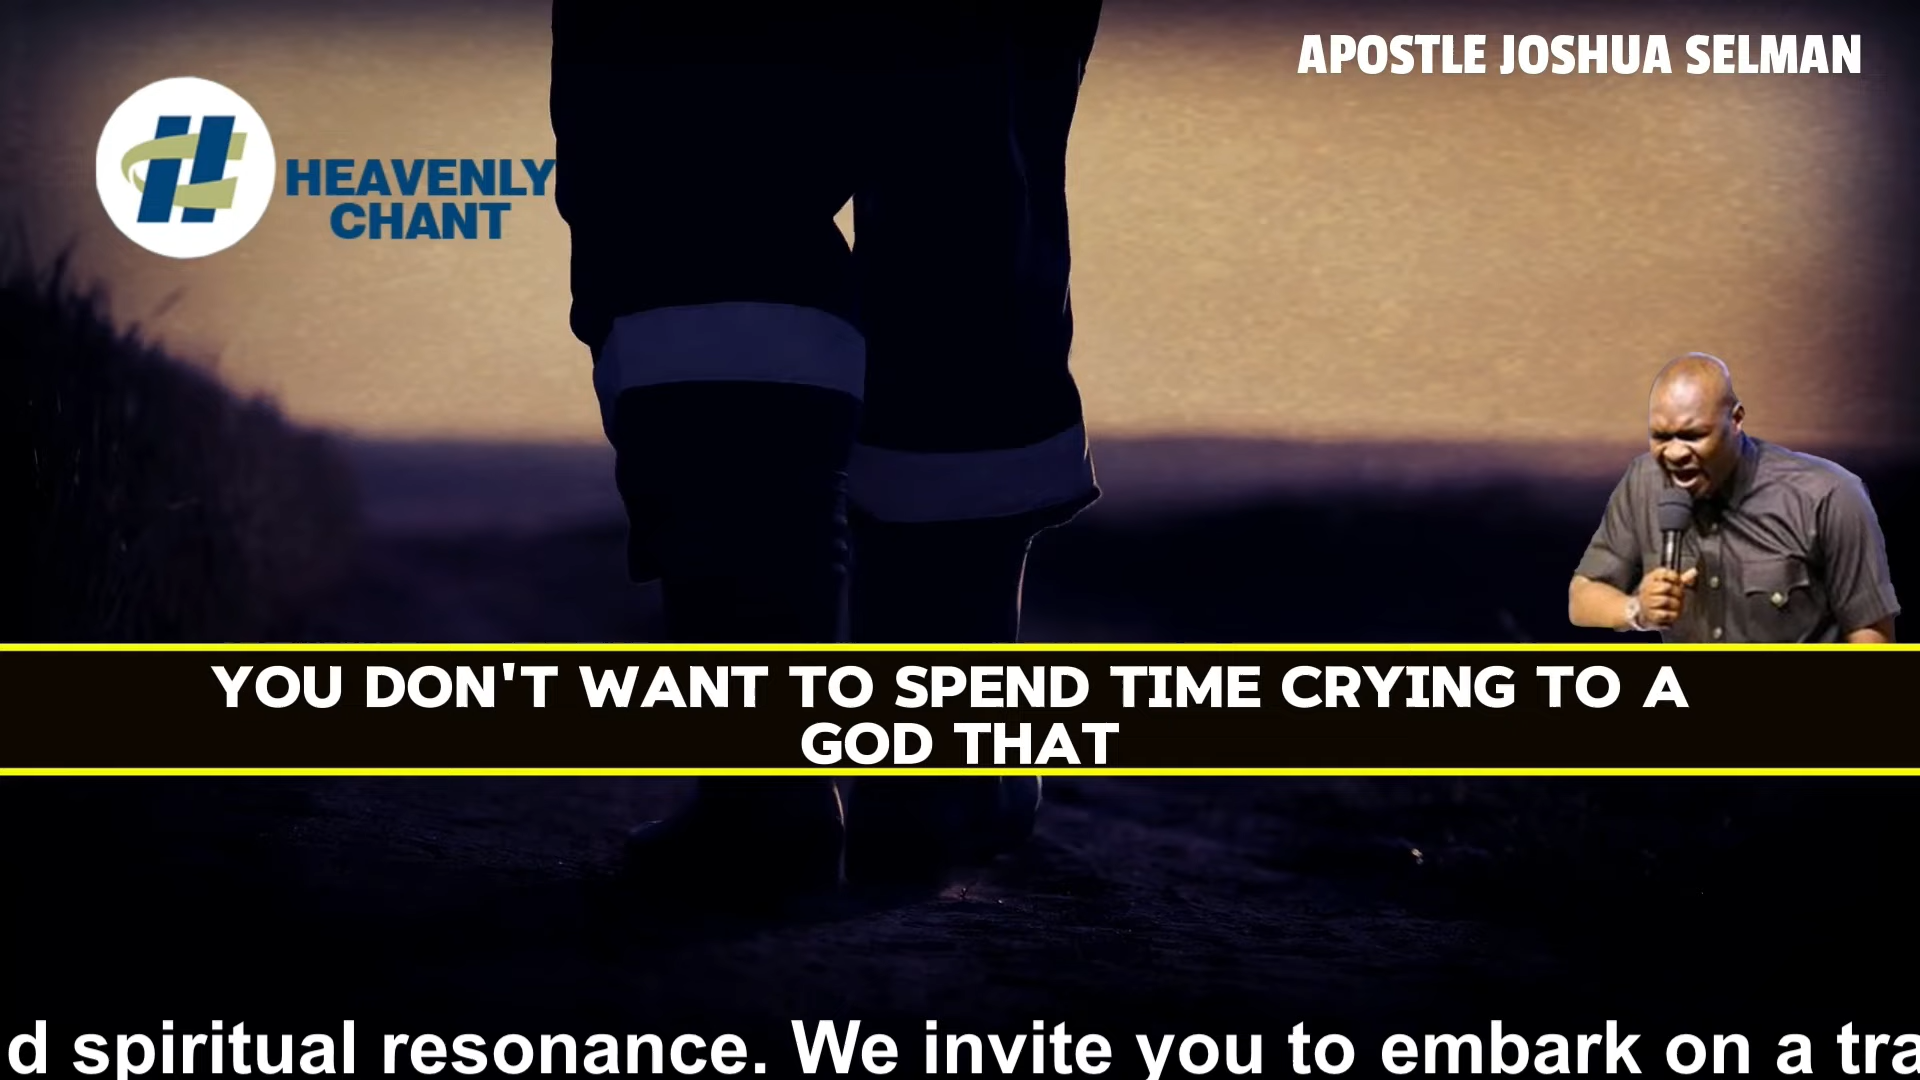 APOSTLE JOSHUA SELMAN
HEAVENLY
CHANT
YOU DON'T WANT TO SPEND TIME CRYING TO A
GOD THAT
spiritual resonance. We invite you to embark on a